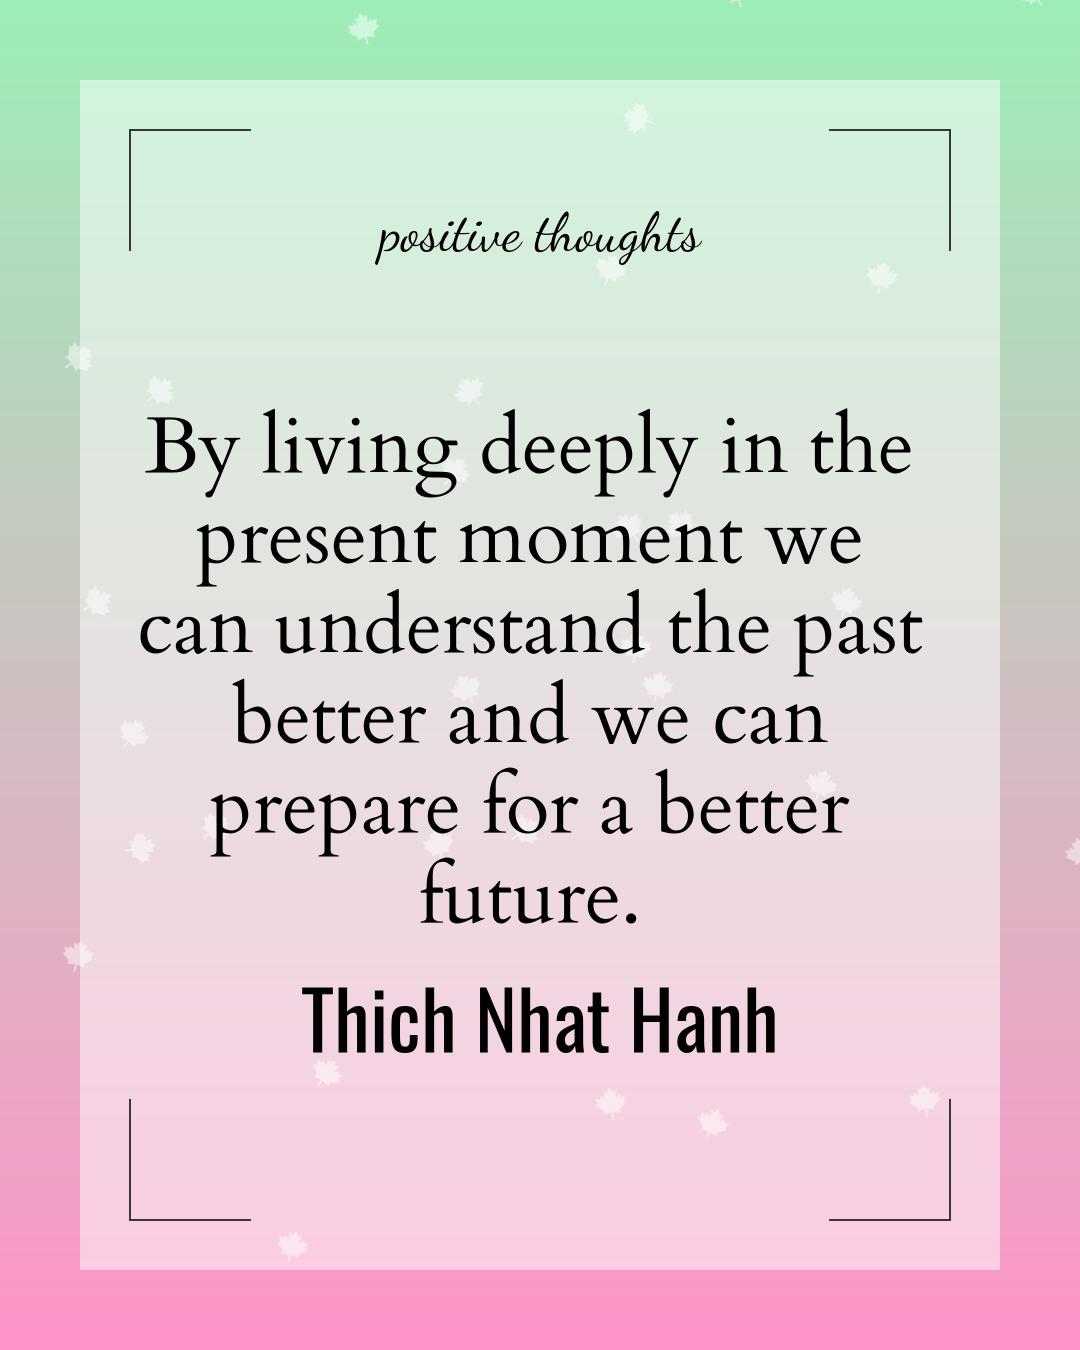 positive thoughts
By living deeply in the
present moment we
can understand the past
better and we can
prepare for a better
future.
Thich Nhat Hanh